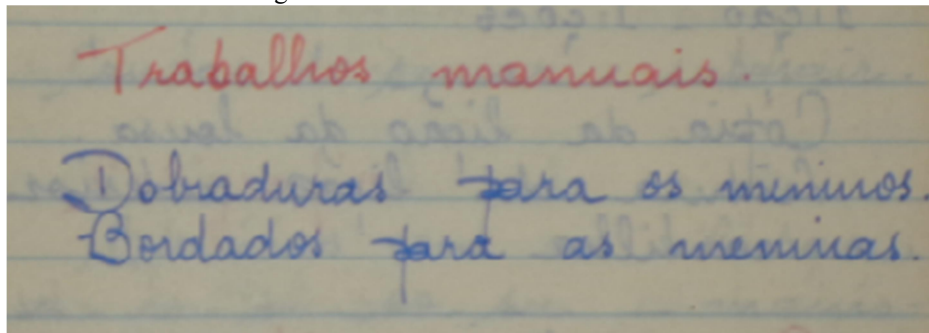 Trabalhos manuais.
Dobraduras para os meninos.
Bordados para as meninas.